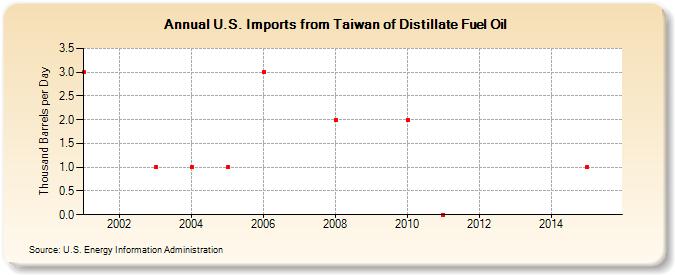 Annual U.S. Imports from Taiwan of Distillate Fuel Oil
Thousand Barrels per Day
3.5
3.0
2.5
2.0
1.5
1.0
0.5
0.0
2002 2004 2006 2008 2010 2012 2014
Source: U.S. Energy Information Administration